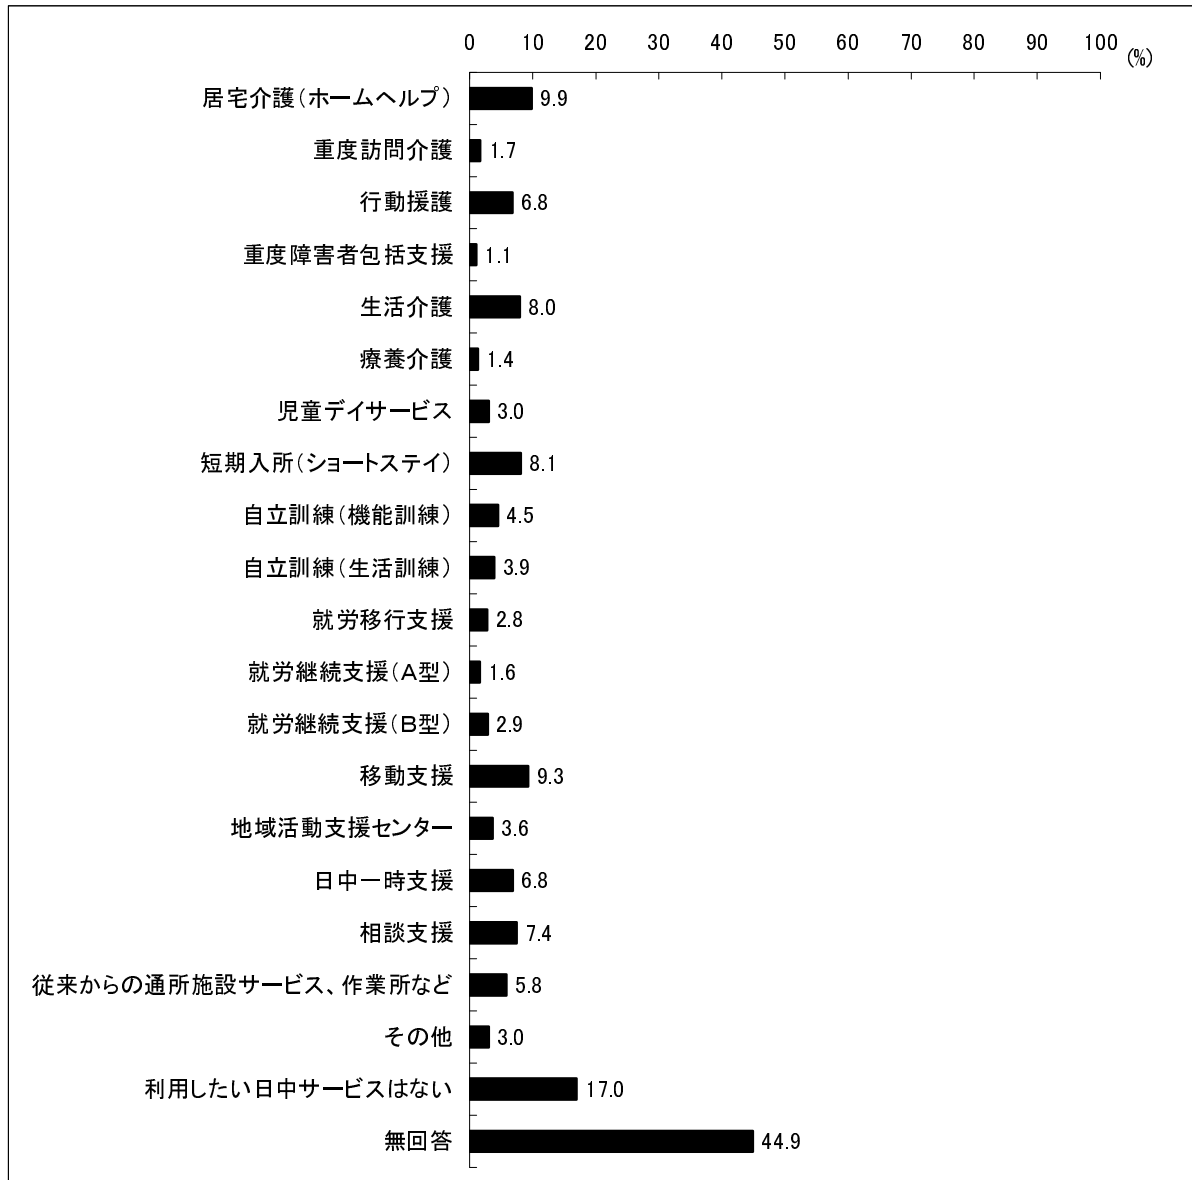 0 10 20 30 40 50 60 70 80 90 100
(%)
居宅介護(ホームヘルプ) 9.9
重度訪問介護 1.7
行動援護 6.8
重度障害者包括支援 1.1
生活介護 8.0
療養介護 1.4
児童デイサービス 3.0
短期入所(ショートステイ) 8.1
自立訓練(機能訓練) 4.5
自立訓練(生活訓練) 3.9
就労移行支援 2.8
就労継続支援(A型) 1.6
就労継続支援(B型) 2.9
移動支援 9.3
地域活動支援センター 3.6
日中一時支援 6.8
相談支援 7.4
従来からの通所施設サービス、作業所など 5.8
その他 3.0
利用したい日中サービスはない 17.0
無回答 44.9